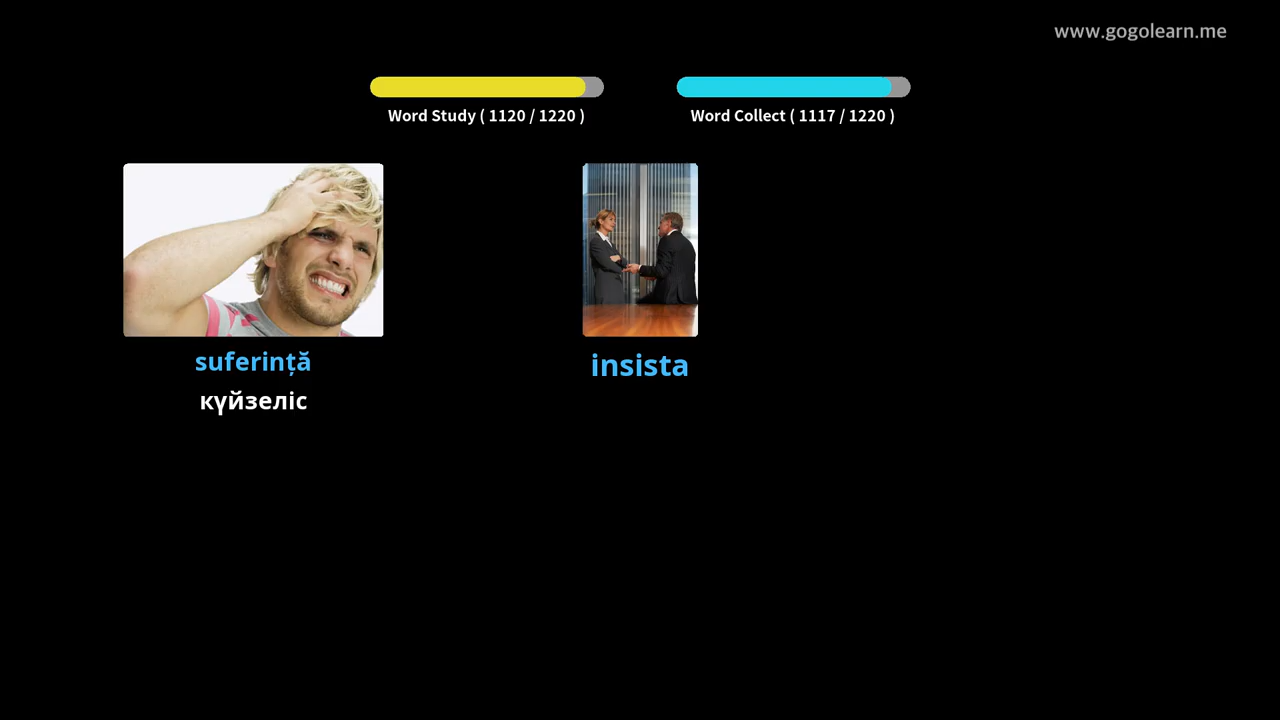 www.gogolearn.me
Word Study ( 1120 / 1220 )
Word Collect ( 1117 / 1220 )
suferință
күйзеліс
insista